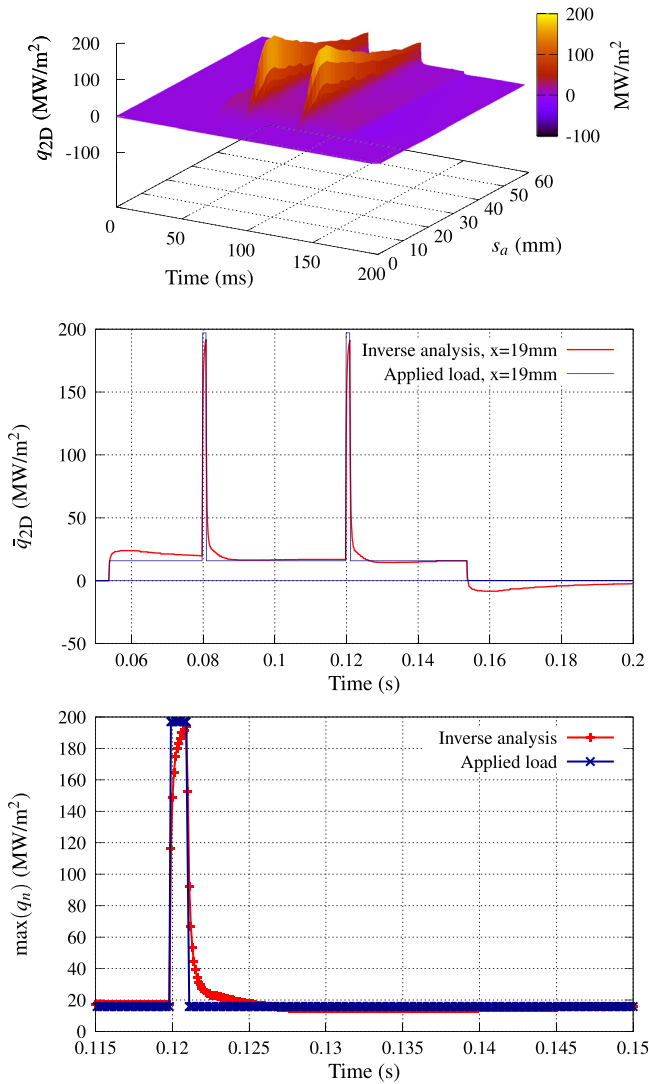 200
100
0
-100
q2D (MW/m²)
0
50
100
150
200
Time (ms)
0
10
20
30
40
50
60
sa (mm)
200
100
0
-100
MW/m²
200
150
100
50
0
-50
q̄2D (MW/m²)
Inverse analysis, x=19mm
Applied load, x=19mm
0.06 0.08 0.1 0.12 0.14 0.16 0.18 0.2
Time (s)
200
180
160
140
120
100
80
60
40
20
0
max(qn) (MW/m²)
Inverse analysis
Applied load
0.115 0.12 0.125 0.13 0.135 0.14 0.145 0.15
Time (s)